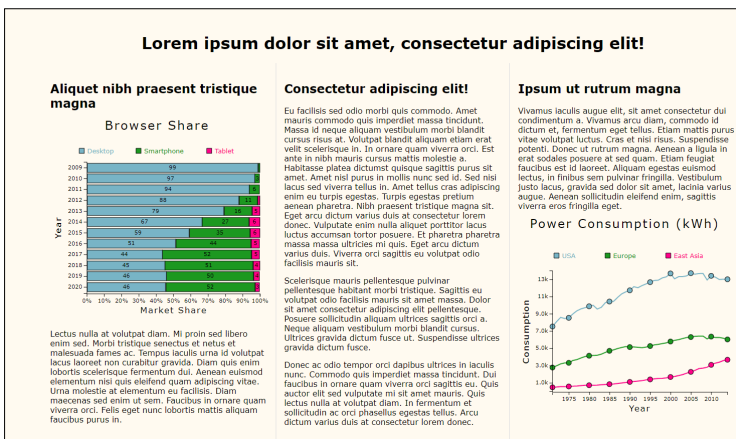 Lorem ipsum dolor sit amet, consectetur adipiscing elit!
Aliquet nibh praesent tristique
magna
Browser Share
Desktop
Smartphone
Tablet
Year
2009
99
2010
97
2011
94
6
2012
88
11
2013
79
16
2014
67
27
2015
59
2016
51
44
2017
44
52
2018
45
51
2019
46
50
2020
46
52
0% 10% 20% 30% 40% 50% 60% 70% 80% 90% 100%
Market Share
Lectus nulla at volutpat diam. Mi proin sed libero
enim sed. Morbi tristique senectus et netus et
malesuada fames ac. Tempus iaculis urna id volutpat
lacus laoreet non curabitur gravida. Diam quis enim
lobortis scelerisque fermentum dui. Aenean euismod
elementum nisi quis eleifend quam adipiscing vitae.
Urna molestie at elementum eu facilisis. Diam
maecenas sed enim ut sem. Faucibus in ornare quam
viverra orci. Felis eget nunc lobortis mattis aliquam
faucibus purus in.
Consectetur adipiscing elit!
Eu facilisis sed odio morbi quis commodo. Amet
mauris commodo quis imperdiet massa tincidunt.
Massa id neque aliquam vestibulum morbi blandit
cursus risus at. Volutpat blandit aliquam etiam erat
velit scelerisque in. In ornare quam viverra orci. Est
ante in nibh mauris cursus mattis molestie a.
Habitasse platea dictumst quisque sagittis purus sit
amet. Amet nisl purus in mollis nunc sed id. Sed nisi
lacus sed viverra tellus in. Amet tellus cras adipiscing
enim eu turpis egestas. Turpis egestas pretium
aenean pharetra. Nibh praesent tristique magna sit.
Eget arcu dictum varius duis at consectetur lorem
donec. Vulputate enim nulla aliquet porttitor lacus
luctus accumsan tortor posuere. Et pharetra pharetra
massa massa ultricies mi quis. Eget arcu dictum
varius duis. Viverra orci sagittis eu volutpat odio
facilisis mauris sit.
Scelerisque mauris pellentesque pulvinar
pellentesque habitant morbi tristique. Sagittis eu
volutpat odio facilisis mauris sit amet massa. Dolor
sit amet consectetur adipiscing elit pellentesque.
Posuere sollicitudin aliquam ultrices sagittis orci a.
Neque aliquam vestibulum morbi blandit cursus.
Ultrices gravida dictum fusce ut. Suspendisse ultrices
gravida dictum fusce.
Donec ac odio tempor orci dapibus ultrices in iaculis
nunc. Commodo quis imperdiet massa tincidunt. Dui
faucibus in ornare quam viverra orci sagittis eu. Quis
auctor elit sed vulputate mi sit amet mauris. Quis
lectus nulla at volutpat diam. In fermentum et
sollicitudin ac orci phasellus egestas tellus. Arcu
dictum varius duis at consectetur lorem donec.
Ipsum ut rutrum magna
Vivamus iaculis augue elit, sit amet consectetur dui
condimentum a. Vivamus arcu diam, commodo id
dictum et, fermentum eget tellus. Etiam mattis purus
vitae volutpat luctus. Cras et nisi risus. Suspendisse
potenti. Donec ut rutrum magna. Aenean a ligula in
erat sodales posuere at sed quam. Etiam feugiat
faucibus est id laoreet. Aliquam egestas euismod
lectus, in finibus sem pulvinar fringilla. Vestibulum
justo lacus, gravida sed dolor sit amet, lacinia varius
augue. Aenean sollicitudin eleifend enim, sagittis
viverra eros fringilla eget.
Power Consumption (kWh)
USA
Europe
East Asia
Consumption
13k
11k
9.0k
7.0k
5.0k
3.0k
1.0k
1975 1980 1985 1990 1995 2000 2005 2010
Year